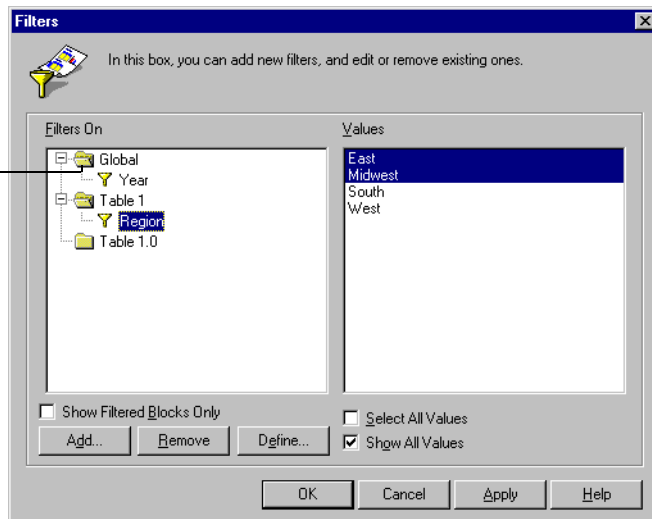 Filters
In this box, you can add new filters, and edit or remove existing ones.
Filters On
Global
Year
Table 1
Region
Table 1.0
Show Filtered Blocks Only
Add...
Remove
Define...
Values
East
Midwest
South
West
Select All Values
Show All Values
OK
Cancel
Apply
Help